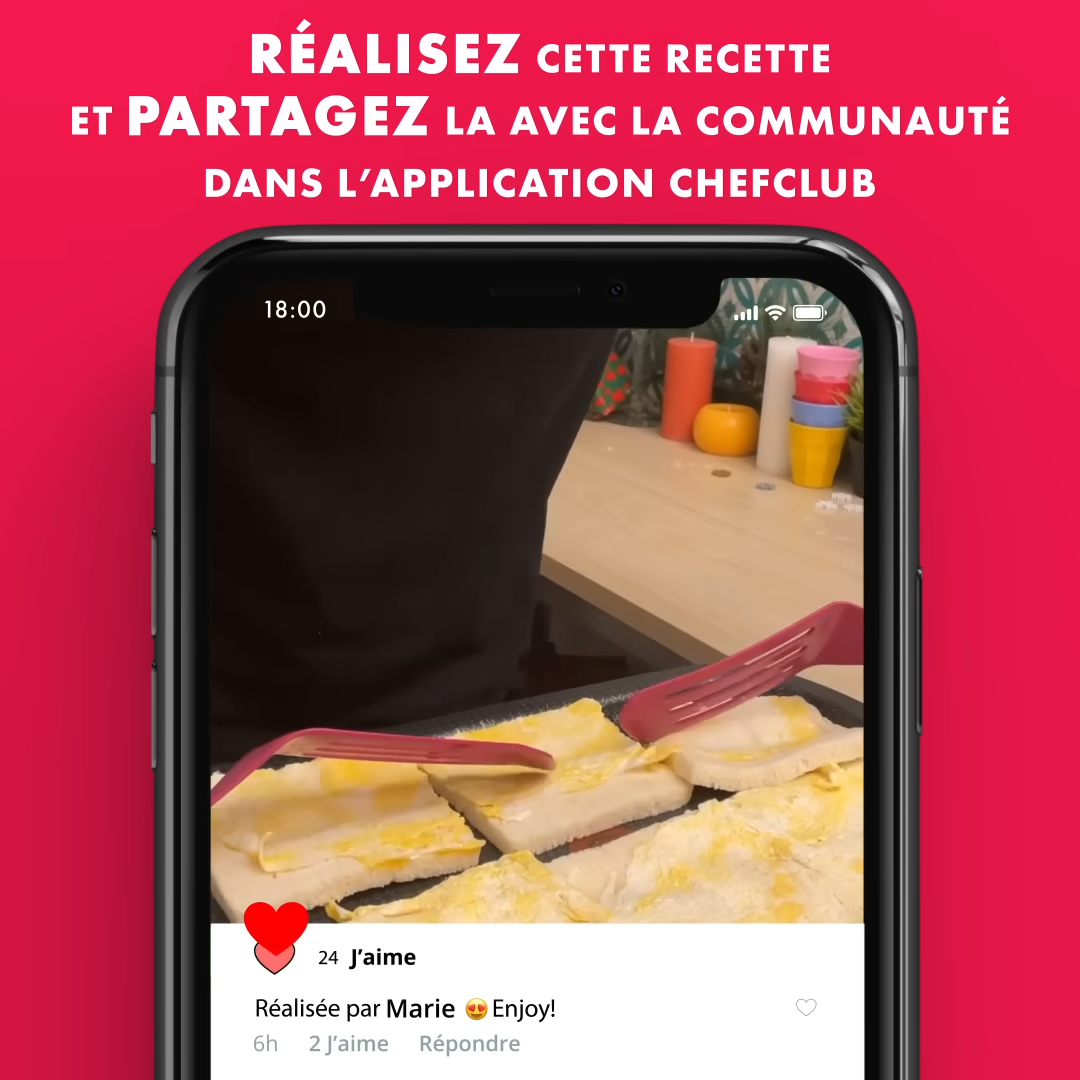 RÉALISEZ CETTE RECETTE
ET PARTAGEZ LA AVEC LA COMMUNAUTÉ
DANS L’APPLICATION CHEFCLUB
18:00
24 J’aime
Réalisée par Marie 😍 Enjoy!
6h 2 J’aime Répondre